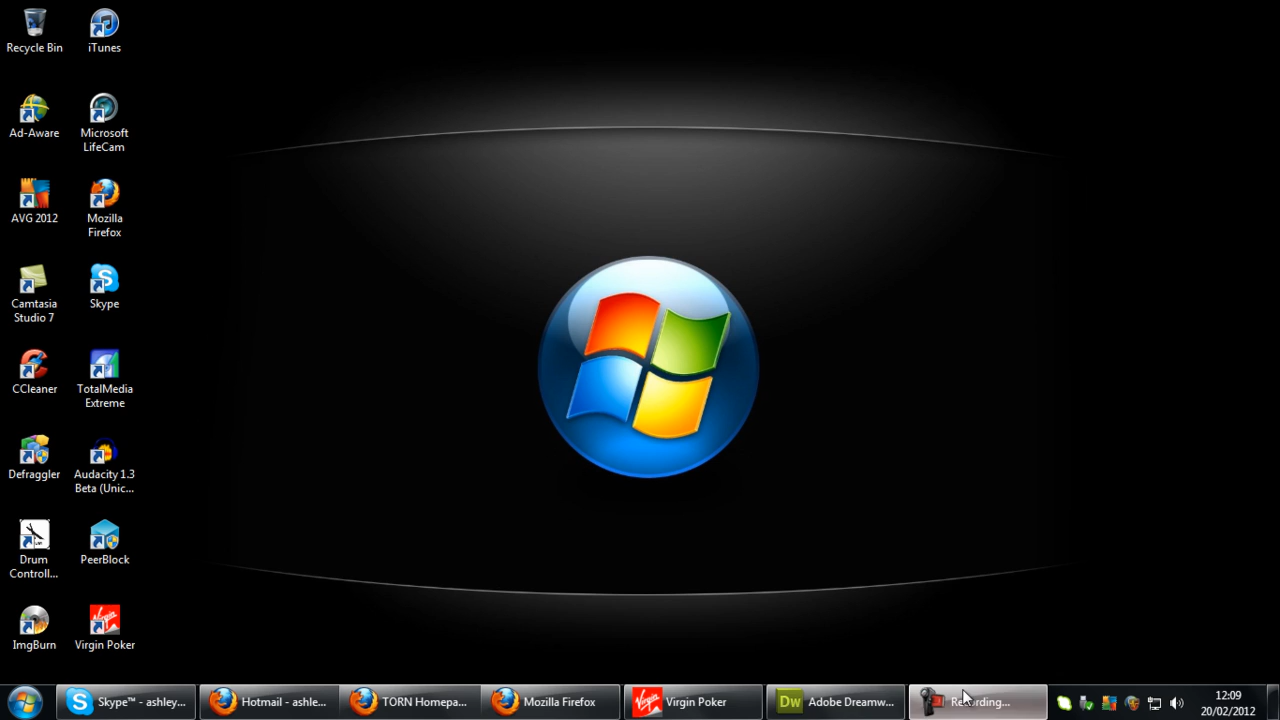 Recycle Bin
iTunes
Ad-Aware
Microsoft
LifeCam
AVG 2012
Mozilla
Firefox
Camtasia
Studio 7
Skype
CCleaner
TotalMedia
Extreme
Defraggler
Audacity 1.3
Beta (Unic...
Drum
Controll...
PeerBlock
ImgBurn
Virgin Poker
Skype™ - ashley...
Hotmail - ashle...
TORN Homepa...
Mozilla Firefox
Virgin Poker
Dw
Adobe Dreamw...
Recording...
12:09
20/02/2012